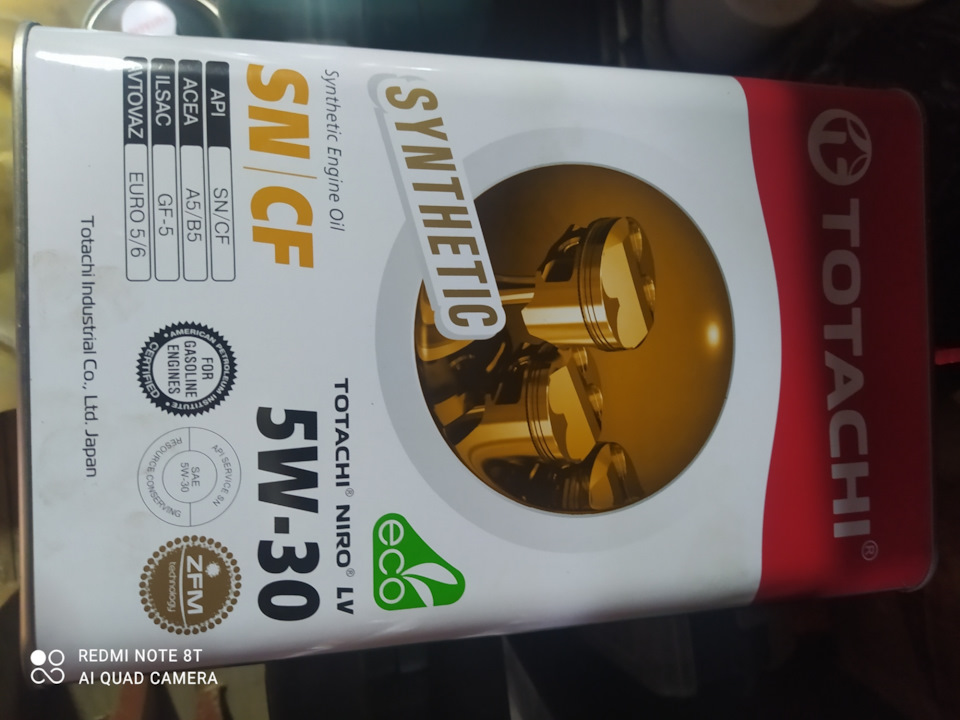 TOTACHI®
SYNTHETIC
eco
Synthetic Engine Oil
TOTACHI® NIRO® LV
SN | CF
5W-30
API SN/CF
ACEA A5/B5
ILSAC GF-5
AVTOVAZ EURO 5/6
AMERICAN PETROLEUM INSTITUTE
FOR
GASOLINE
ENGINES
CERTIFIED
API SERVICE SN
SAE
5W-30
RESOURCE CONSERVING
ZFM
technology
Totachi Industrial Co., Ltd. Japan
REDMI NOTE 8T
AI QUAD CAMERA